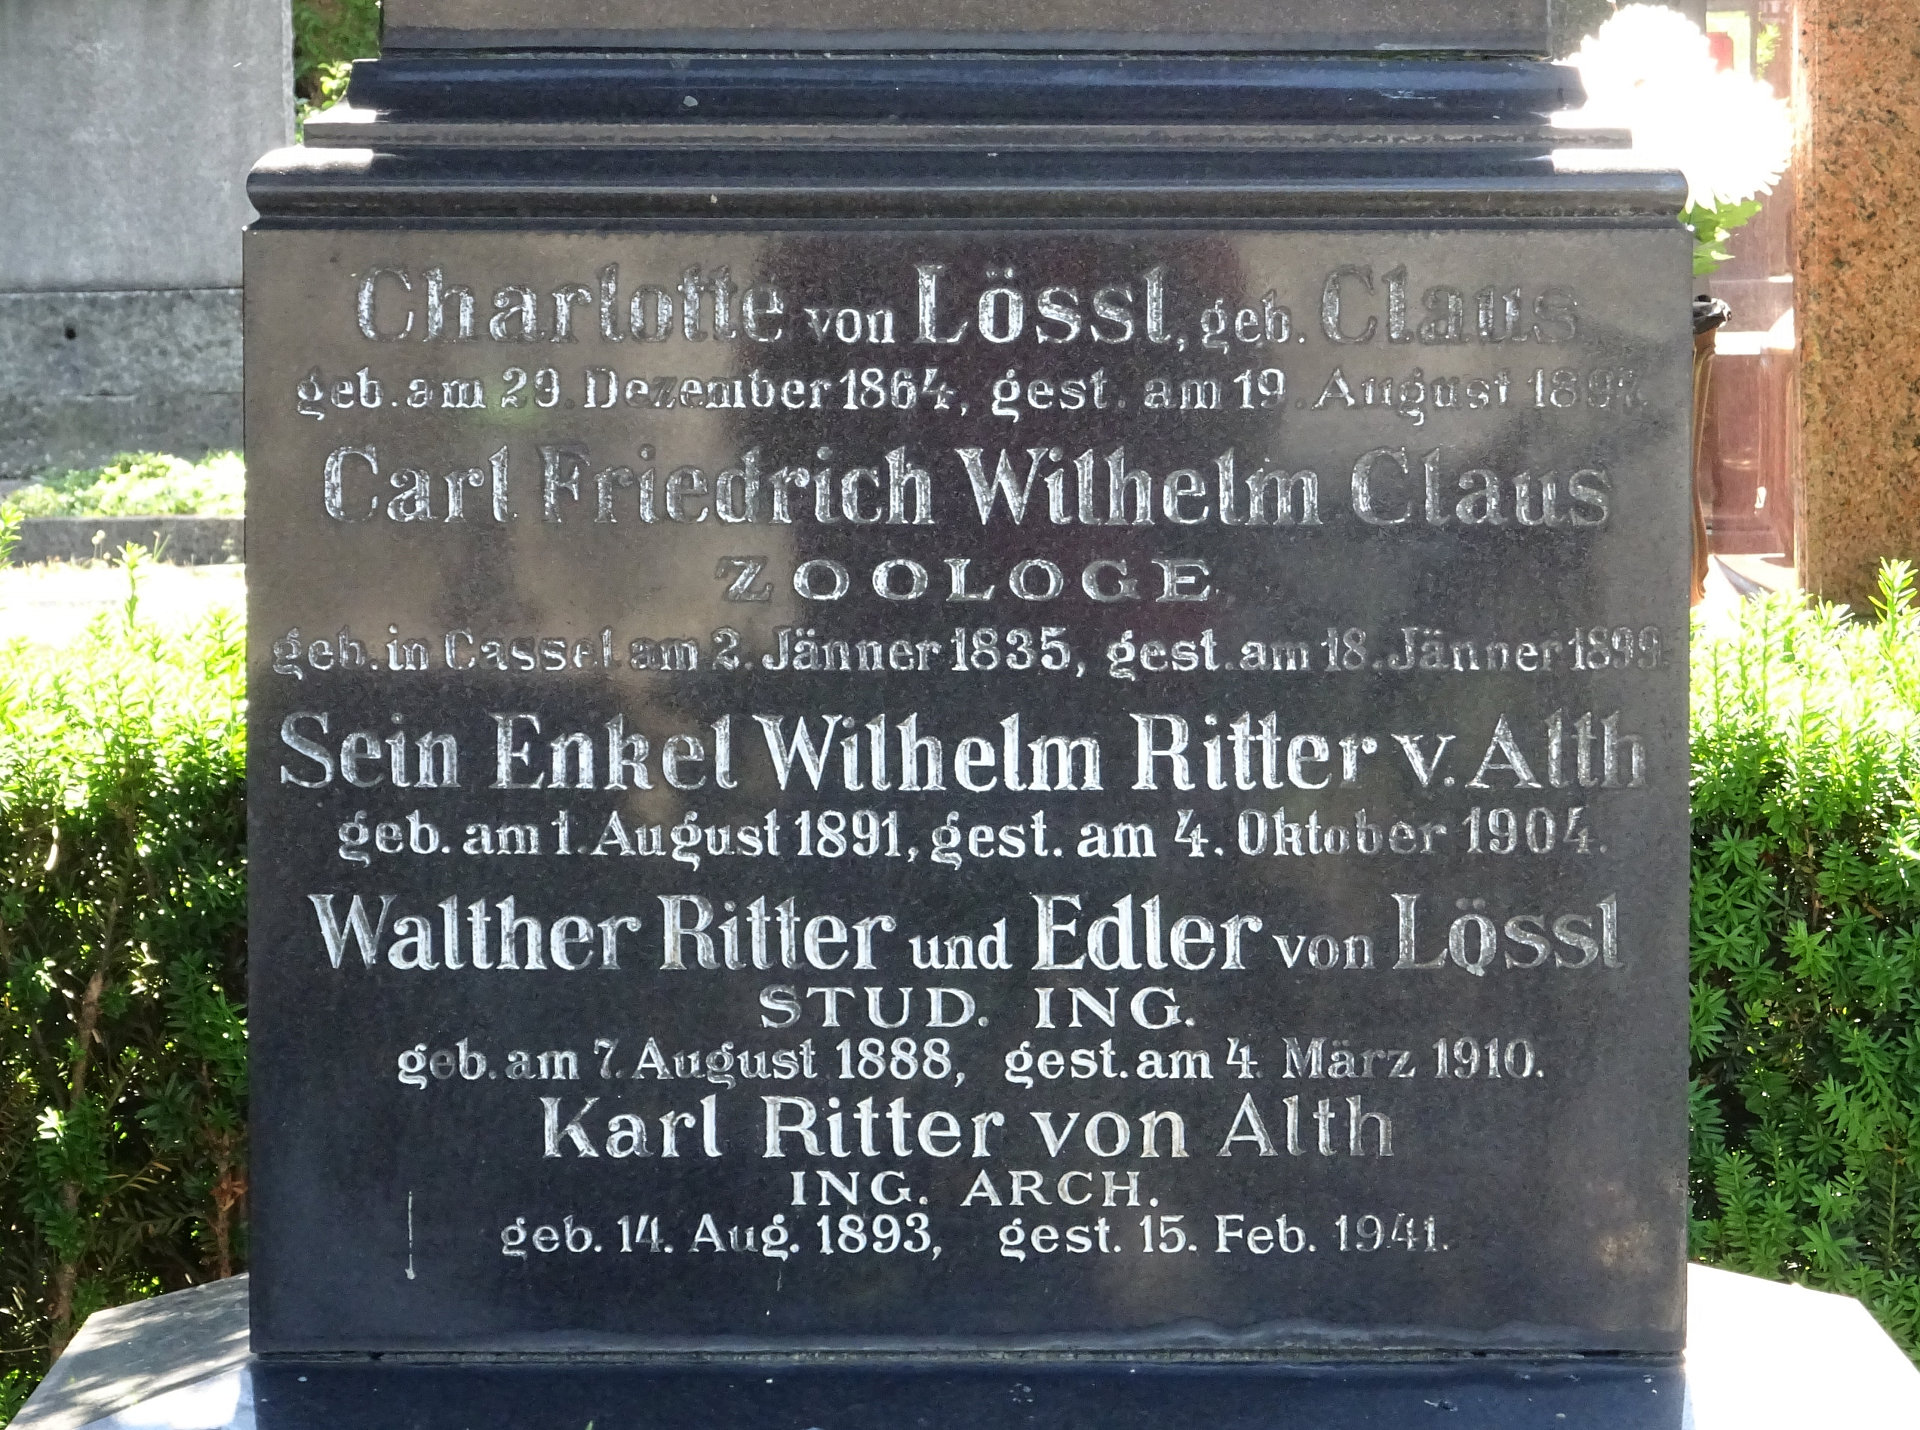 Charlotte von Lössl, geb. Claus
geb. am 29. Dezember 1864, gest. am 19. August 1897.
Carl Friedrich Wilhelm Claus
ZOOLOGE
geb. in Cassel am 2. Jänner 1835, gest. am 18. Jänner 1899.
Sein Enkel Wilhelm Ritter v. Alth
geb. am 1. August 1891, gest. am 4. Oktober 1904.
Walther Ritter und Edler von Lössl
STUD. ING.
geb. am 7. August 1888, gest. am 4. März 1910.
Karl Ritter von Alth
ING. ARCH.
geb. 14. Aug. 1893, gest. 15. Feb. 1941.